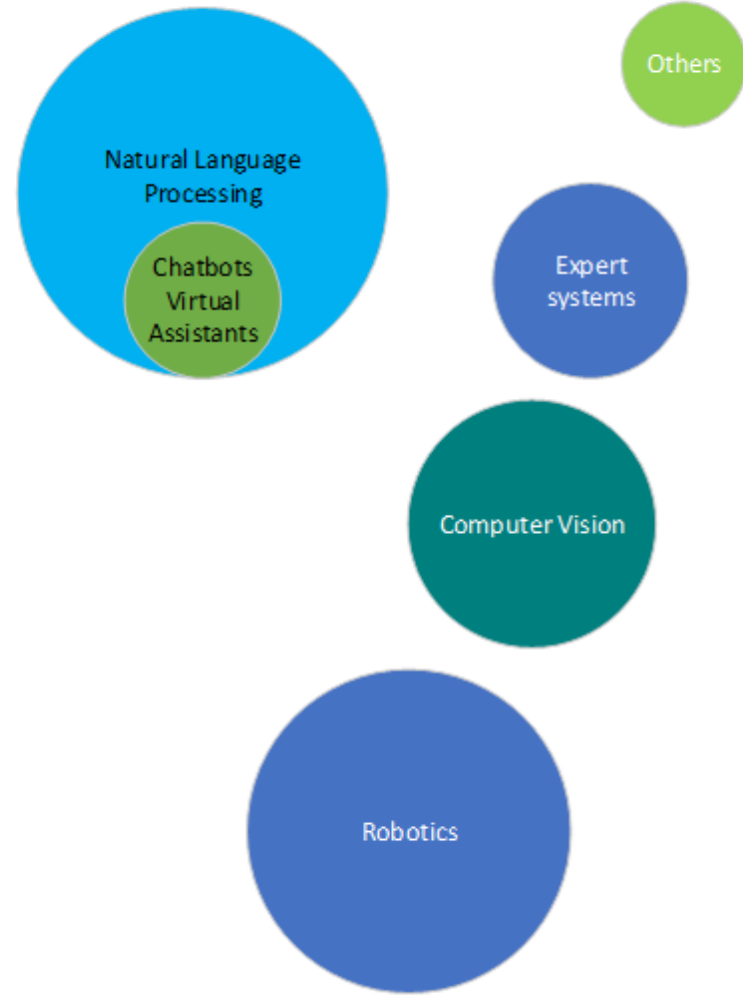 Others
Natural Language
Processing
Chatbots
Virtual
Assistants
Expert
systems
Computer Vision
Robotics